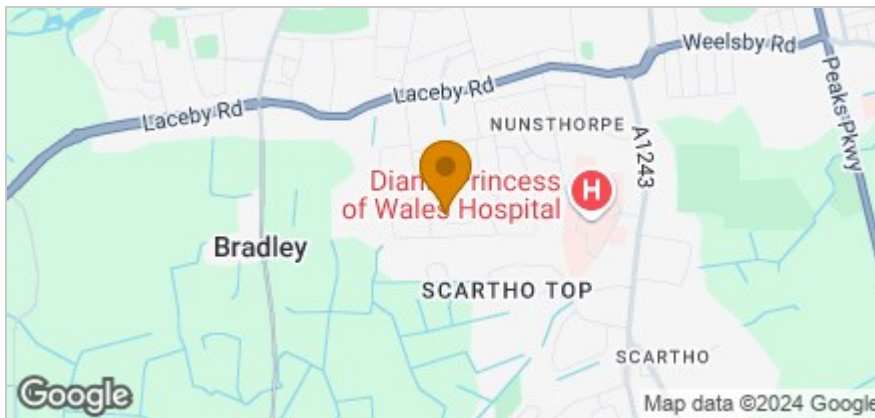 Weelsby Rd
Peaks Pkwy
Laceby Rd
Laceby Rd
NUNSTHORPE
A1243
Princess
of Wales Hospital
H
Bradley
SCARTHO TOP
SCARTHO
Google
Map data ©2024 Google